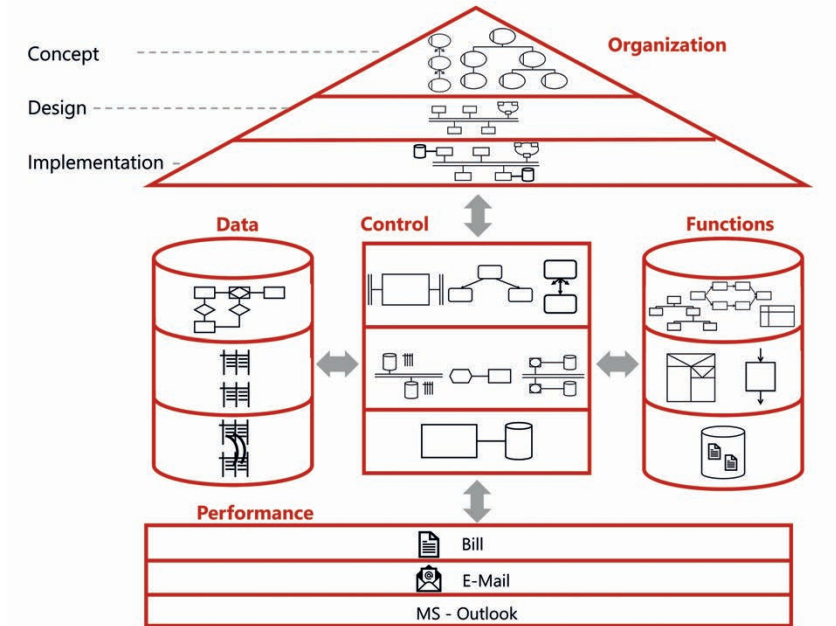 Organization
Concept
Design
Implementation
Data
Control
Functions
Performance
Bill
E-Mail
MS - Outlook